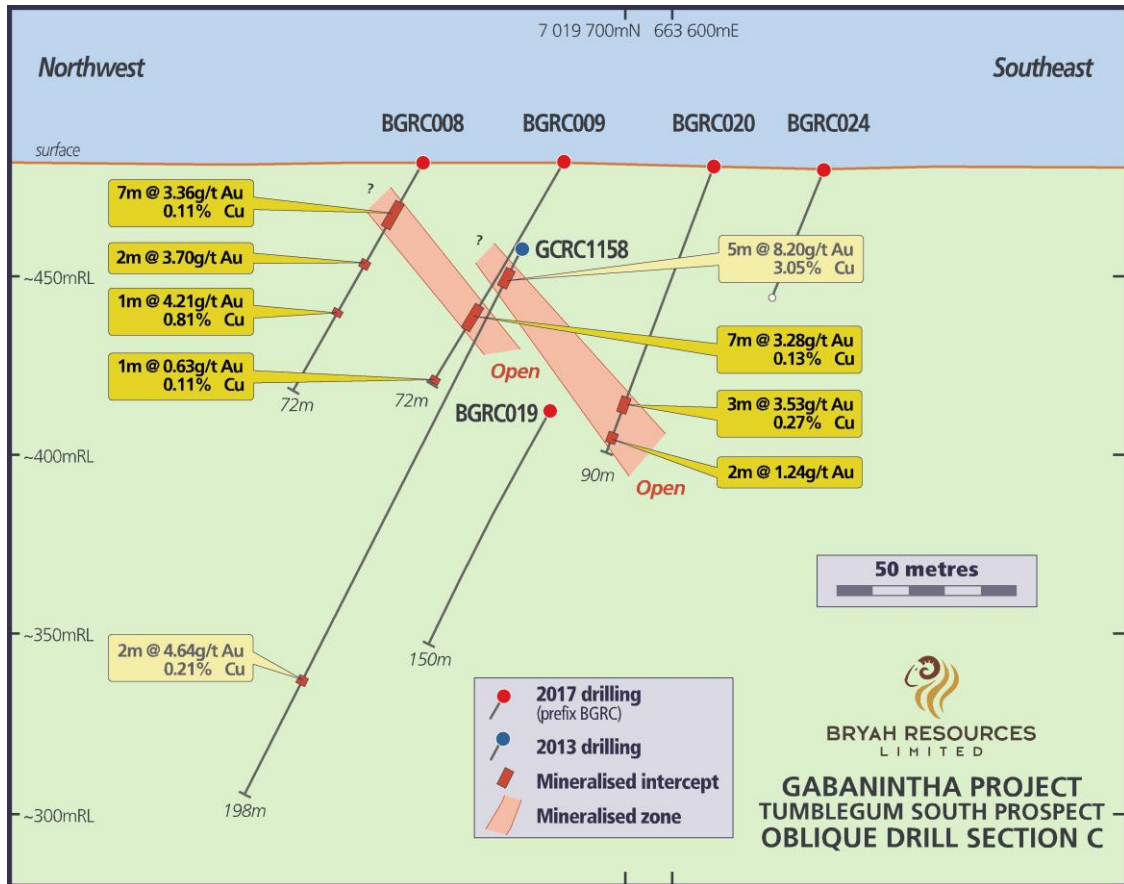 7 019 700mN 663 600mE
Northwest
Southeast
BGRC008
BGRC009
BGRC020
BGRC024
surface
7m @ 3.36g/t Au
0.11% Cu
?
?
GCRC1158
5m @ 8.20g/t Au
3.05% Cu
2m @ 3.70g/t Au
~450mRL
1m @ 4.21g/t Au
0.81% Cu
7m @ 3.28g/t Au
0.13% Cu
1m @ 0.63g/t Au
0.11% Cu
Open
72m
72m
BGRC019
3m @ 3.53g/t Au
0.27% Cu
~400mRL
90m
2m @ 1.24g/t Au
Open
50 metres
~350mRL
2m @ 4.64g/t Au
0.21% Cu
150m
2017 drilling
(prefix BGRC)
2013 drilling
Mineralised intercept
Mineralised zone
~300mRL
198m
BRYAH RESOURCES
LIMITED
GABANINTHA PROJECT
TUMBLEGUM SOUTH PROSPECT
OBLIQUE DRILL SECTION C